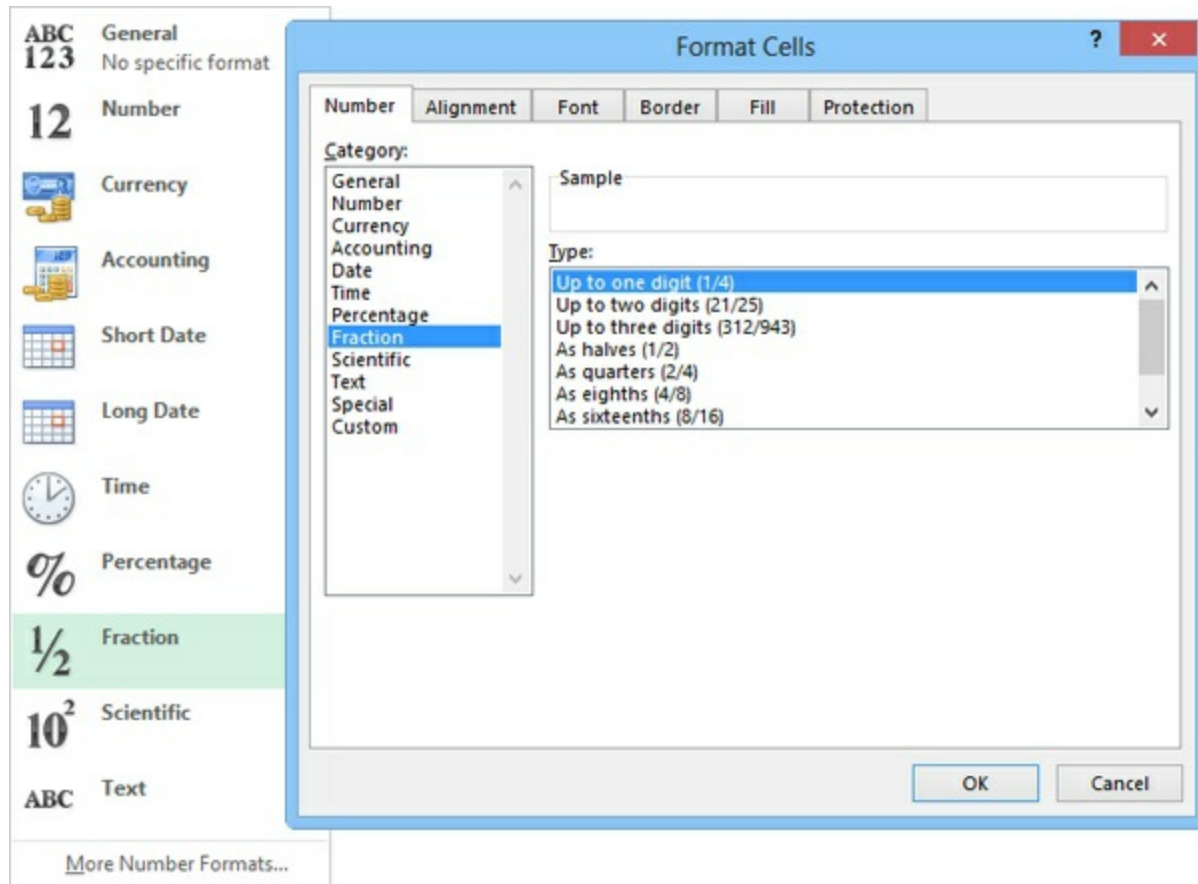 ABC
123
General
No specific format
12
Number
Currency
Accounting
Short Date
Long Date
Time
%
Percentage
1/2
Fraction
10²
Scientific
ABC
Text
More Number Formats...
Format Cells
?
Number
Alignment
Font
Border
Fill
Protection
Category:
General
Number
Currency
Accounting
Date
Time
Percentage
Fraction
Scientific
Text
Special
Custom
Sample
Type:
Up to one digit (1/4)
Up to two digits (21/25)
Up to three digits (312/943)
As halves (1/2)
As quarters (2/4)
As eighths (4/8)
As sixteenths (8/16)
OK
Cancel